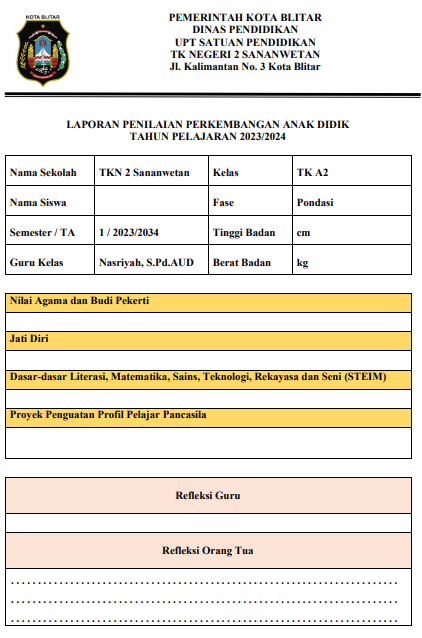 KOTA BLITAR
PEMERINTAH KOTA BLITAR
DINAS PENDIDIKAN
UPT SATUAN PENDIDIKAN
TK NEGERI 2 SANANWETAN
Jl. Kalimantan No. 3 Kota Blitar
LAPORAN PENILAIAN PERKEMBANGAN ANAK DIDIK
TAHUN PELAJARAN 2023/2024
Nama Sekolah TKN 2 Sananwetan Kelas TK A2
Nama Siswa Fase Pondasi
Semester / TA 1 / 2023/2034 Tinggi Badan cm
Guru Kelas Nasriyah, S.Pd.AUD Berat Badan kg
Nilai Agama dan Budi Pekerti
Jati Diri
Dasar-dasar Literasi, Matematika, Sains, Teknologi, Rekayasa dan Seni (STEIM)
Proyek Penguatan Profil Pelajar Pancasila
Refleksi Guru
Refleksi Orang Tua